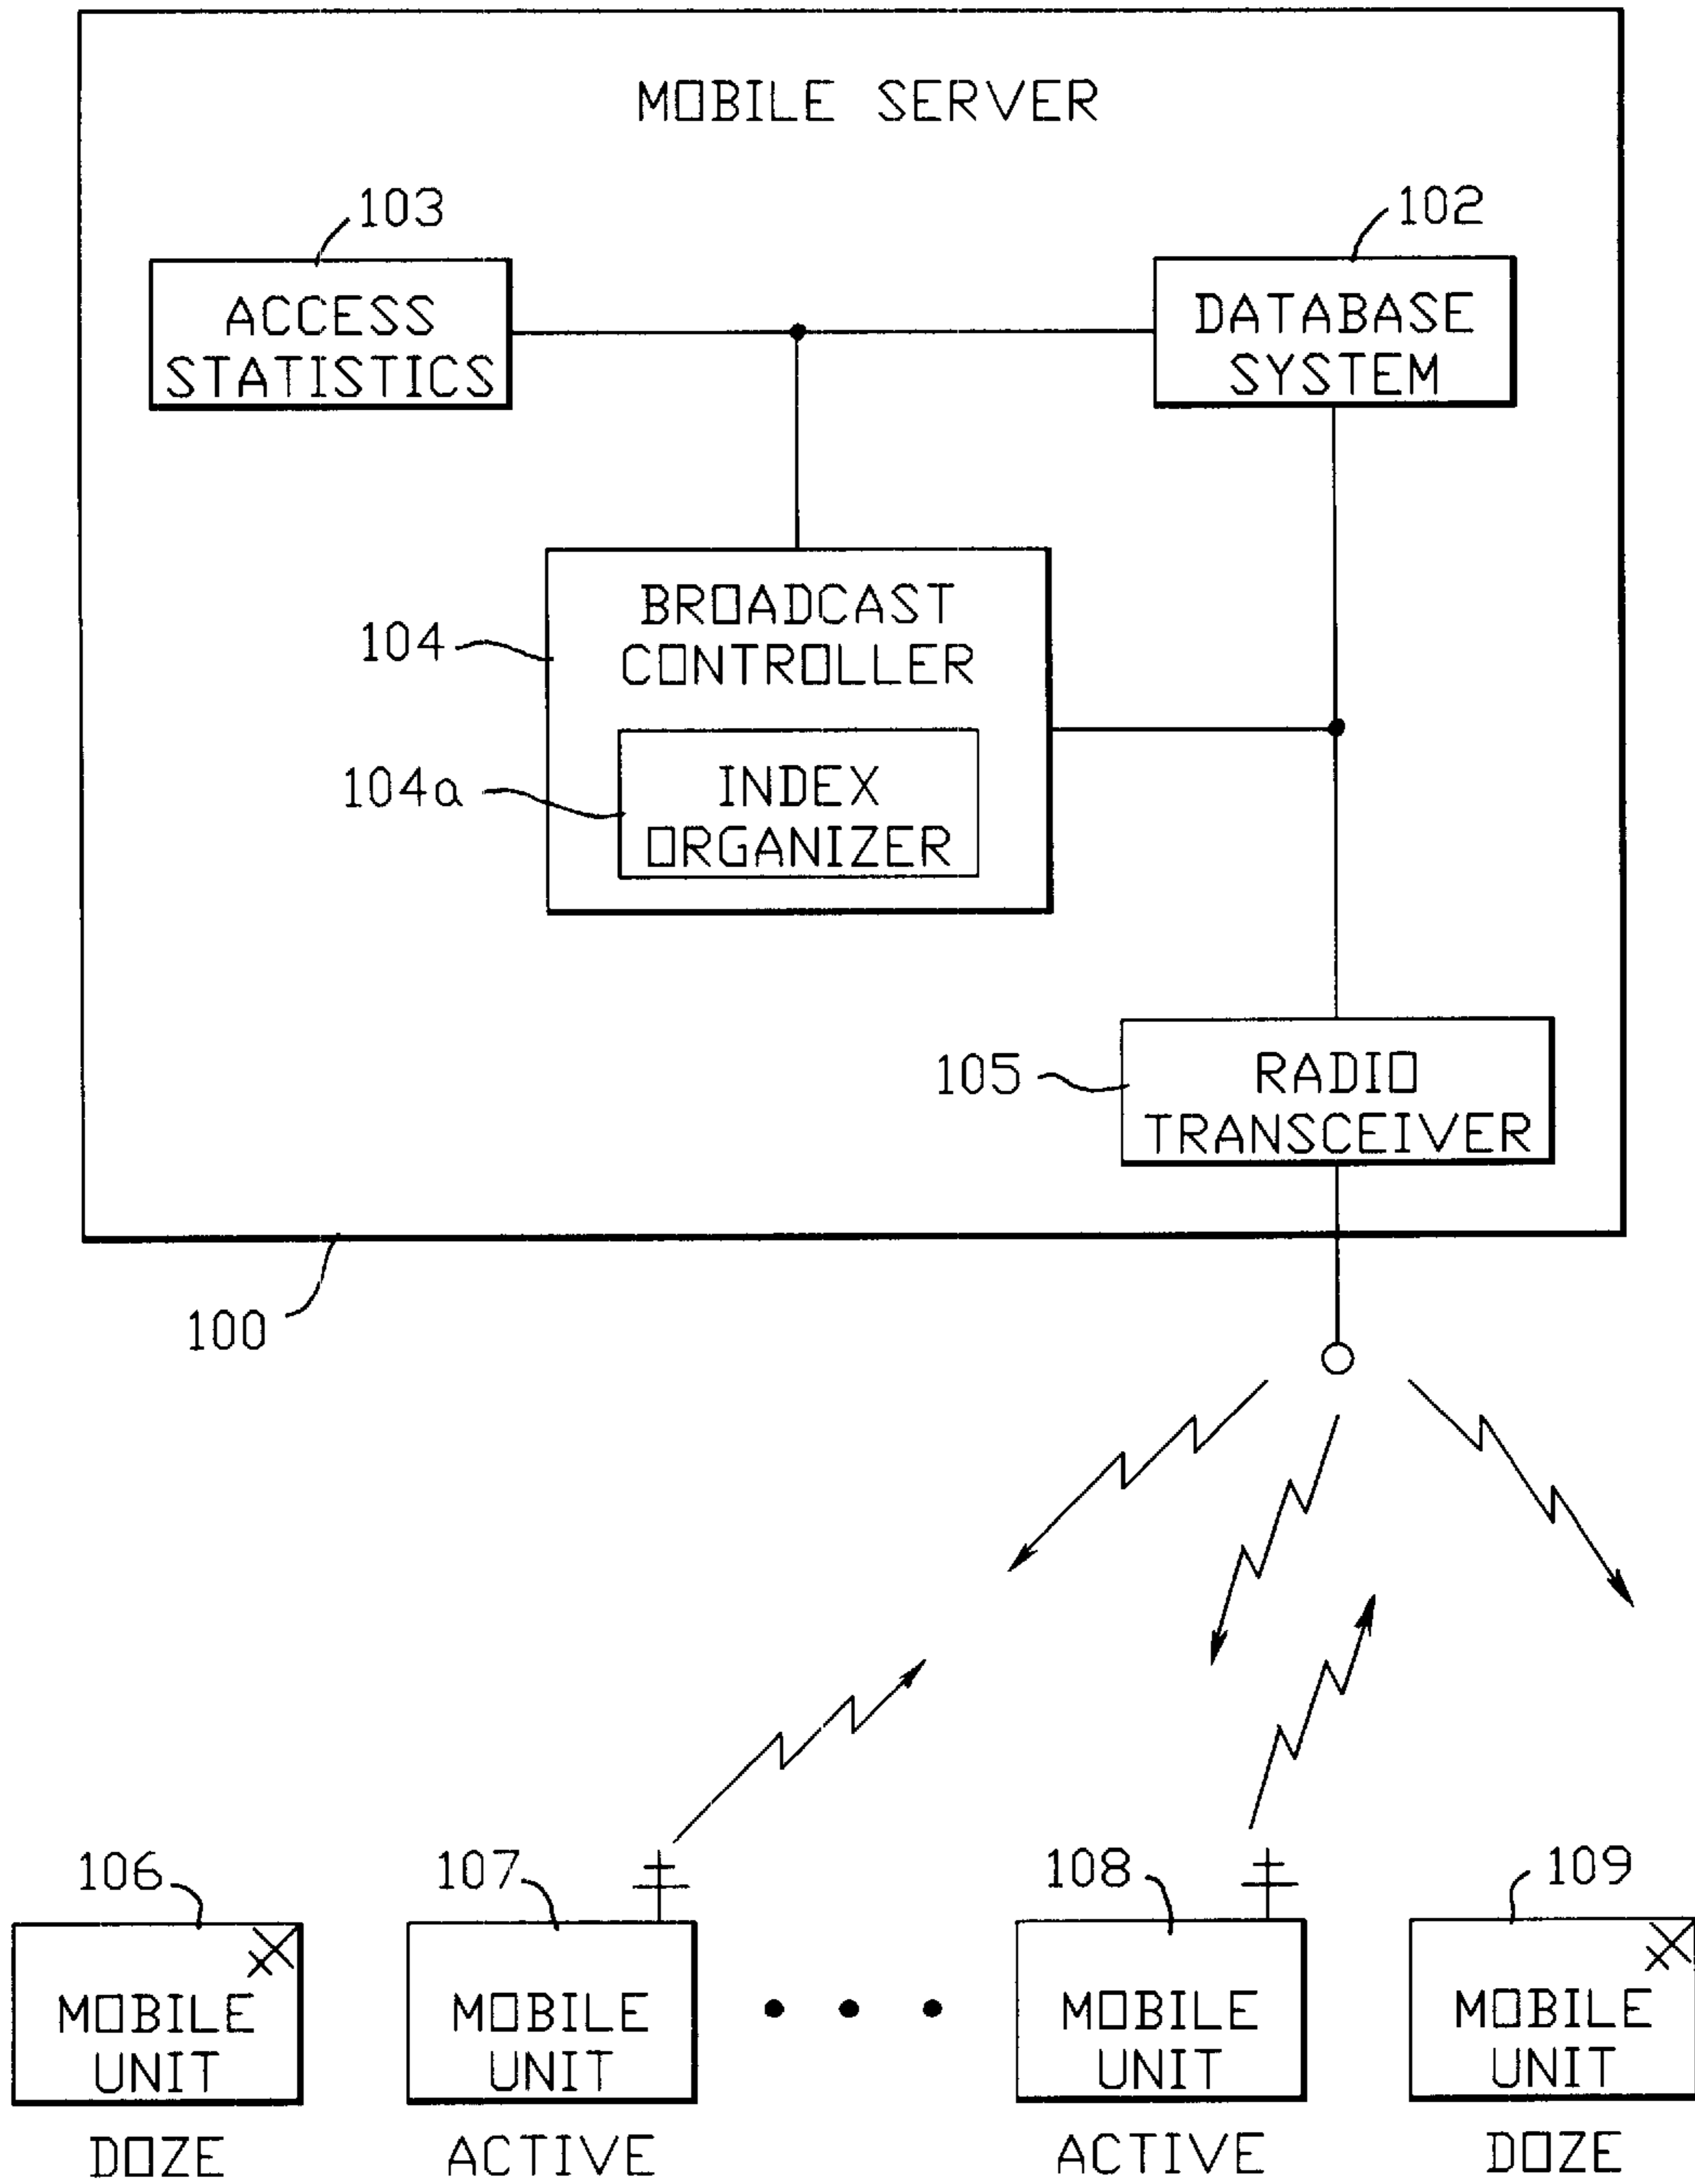 MOBILE SERVER
103
102
ACCESS
STATISTICS
DATABASE
SYSTEM
104
BROADCAST
CONTROLLER
104a
INDEX
ORGANIZER
105
RADIO
TRANSCEIVER
100
106
107
108
109
MOBILE
UNIT
MOBILE
UNIT
MOBILE
UNIT
MOBILE
UNIT
DOZE
ACTIVE
ACTIVE
DOZE